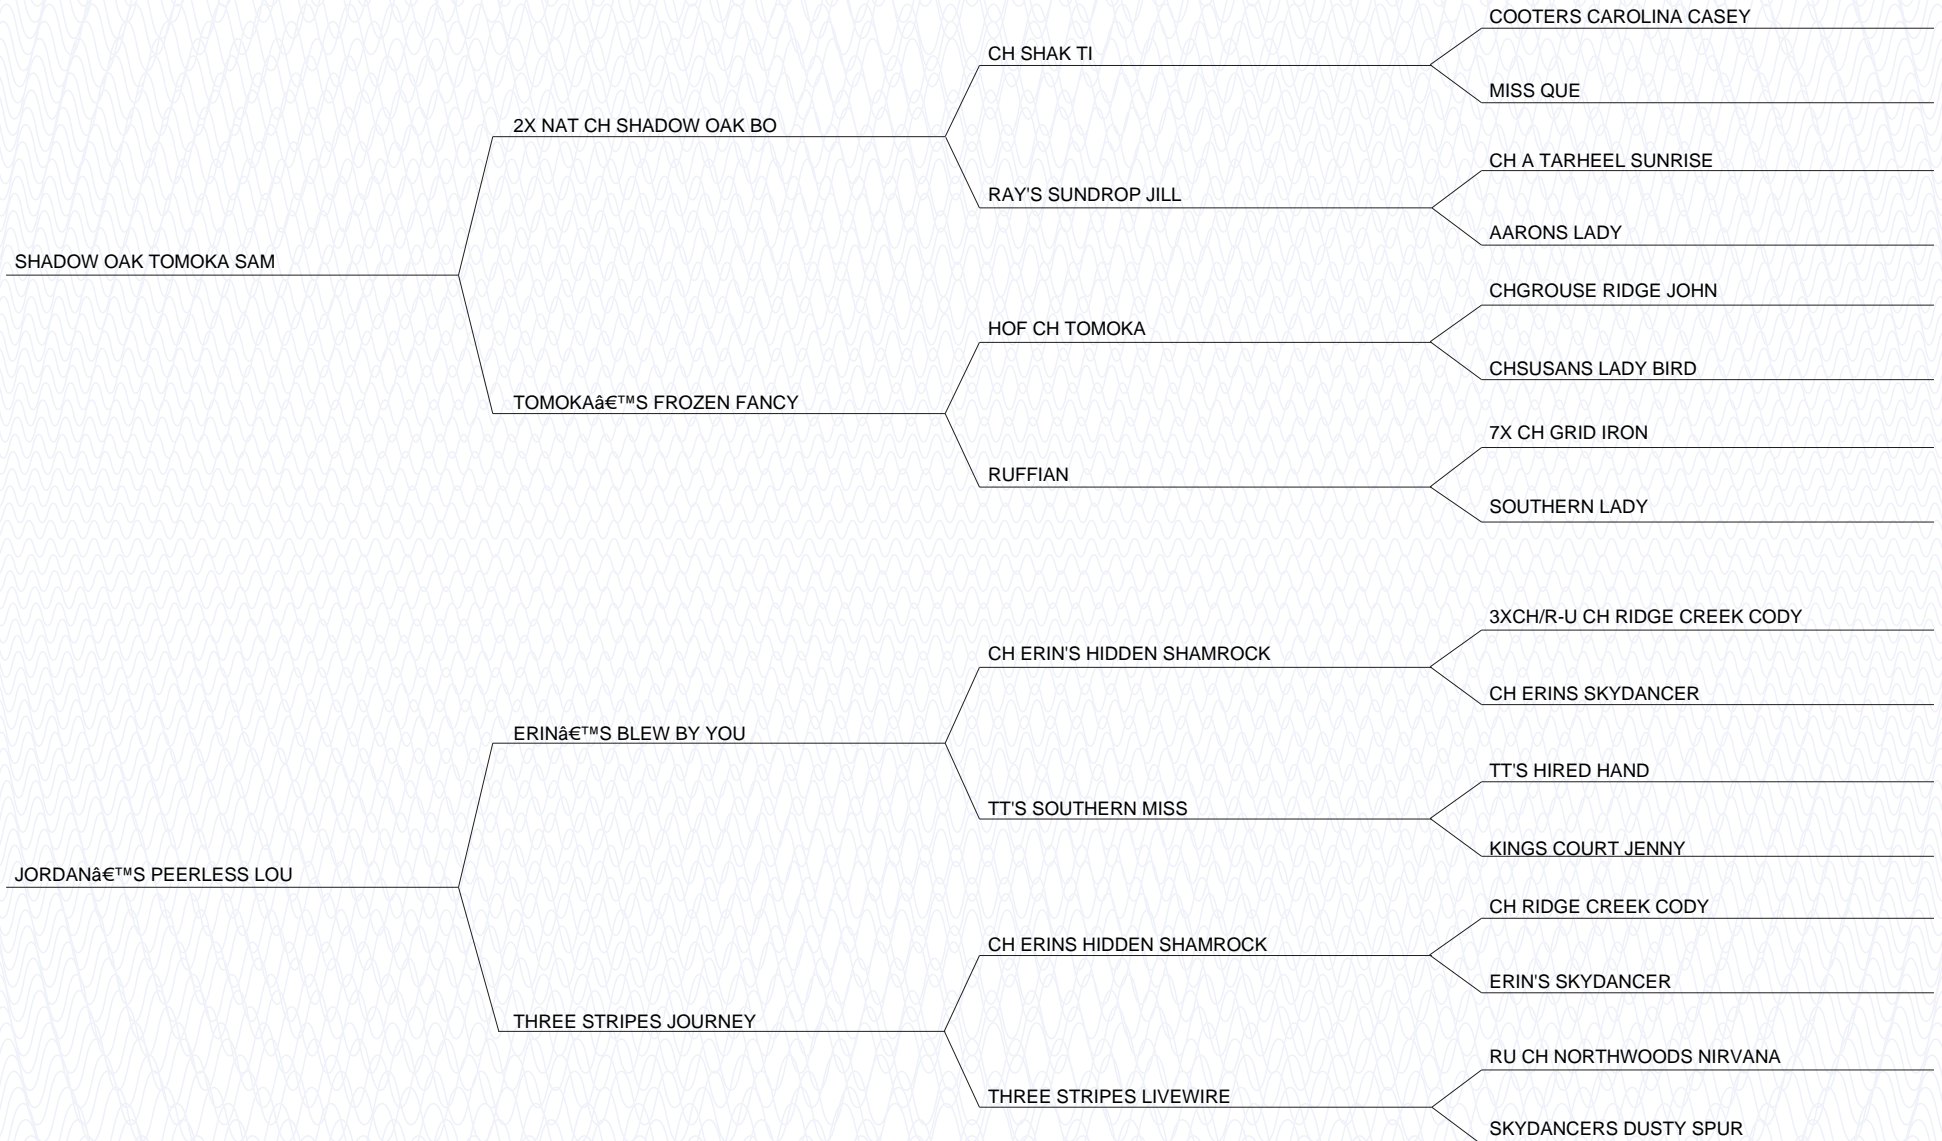 COOTERS CAROLINA CASEY
CH SHAK TI
MISS QUE
2X NAT CH SHADOW OAK BO
CH A TARHEEL SUNRISE
RAY'S SUNDROP JILL
AARONS LADY
SHADOW OAK TOMOKA SAM
CHGROUSE RIDGE JOHN
HOF CH TOMOKA
CHSUSANS LADY BIRD
TOMOKAâ€™S FROZEN FANCY
7X CH GRID IRON
RUFFIAN
SOUTHERN LADY
3XCH/R-U CH RIDGE CREEK CODY
CH ERIN'S HIDDEN SHAMROCK
CH ERINS SKYDANCER
ERINâ€™S BLEW BY YOU
TT'S HIRED HAND
TT'S SOUTHERN MISS
KINGS COURT JENNY
JORDANâ€™S PEERLESS LOU
CH RIDGE CREEK CODY
CH ERINS HIDDEN SHAMROCK
ERIN'S SKYDANCER
THREE STRIPES JOURNEY
RU CH NORTHWOODS NIRVANA
THREE STRIPES LIVEWIRE
SKYDANCERS DUSTY SPUR